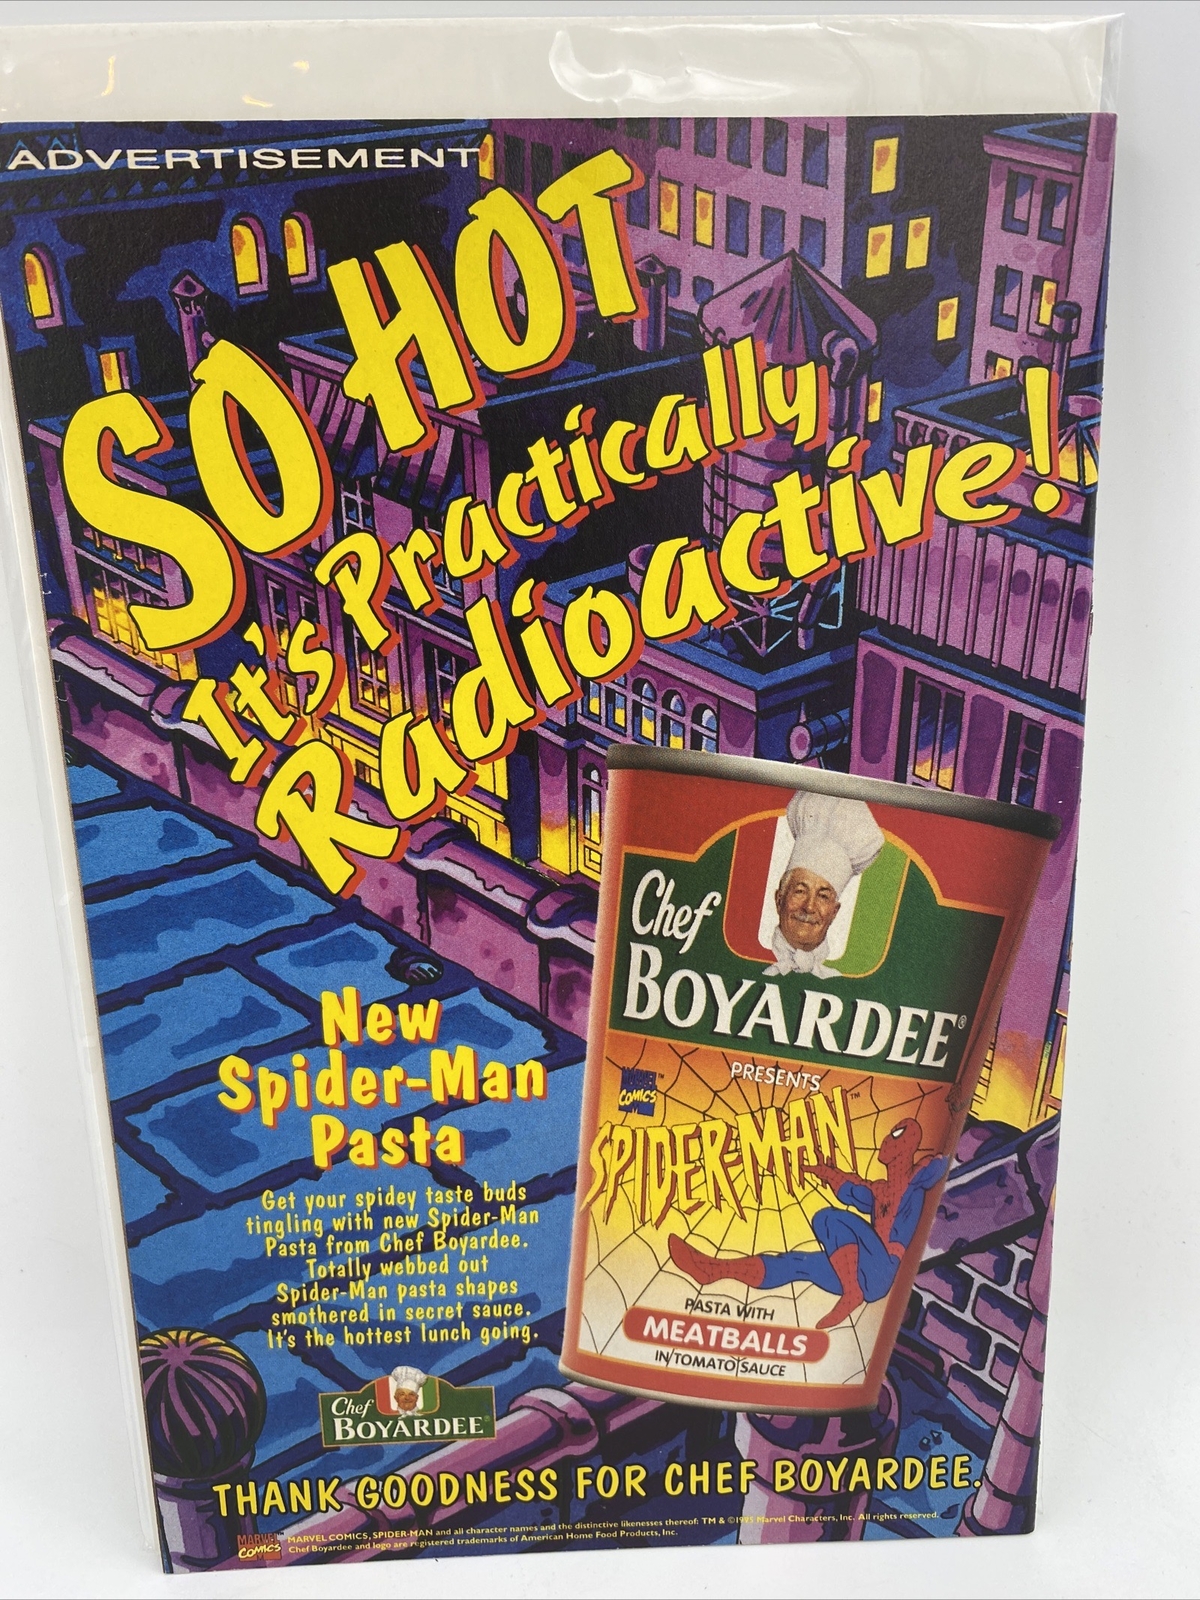 ADVERTISEMENT
SO HOT
It's Practically
Radioactive!
New
Spider-Man
Pasta
Get your spidey taste buds
tingling with new Spider-Man
Pasta from Chef Boyardee.
Totally webbed out
Spider-Man pasta shapes
smothered in secret sauce.
It's the hottest lunch going.
Chef
BOYARDEE®
Chef
BOYARDEE®
PRESENTS
MARVEL™
COMICS
SPIDER-MAN™
PASTA WITH
MEATBALLS
IN TOMATO SAUCE
THANK GOODNESS FOR CHEF BOYARDEE.
MARVEL
COMICS
MARVEL COMICS, SPIDER-MAN and all character names and the distinctive likenesses thereof: TM & ©1995 Marvel Characters, Inc. All rights reserved.
Chef Boyardee and logo are registered trademarks of American Home Food Products, Inc.